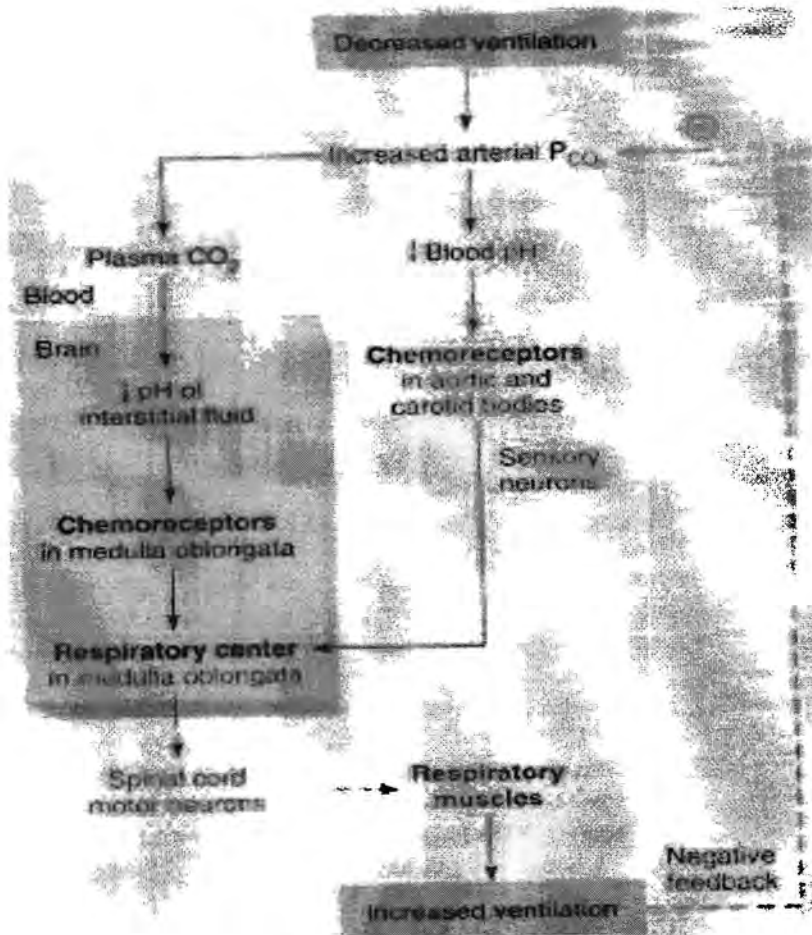 Decreased ventilation
Increased arterial P CO₂
Plasma CO₂
↓ Blood pH
Blood
Brain
↓ pH of
interstitial fluid
Chemoreceptors
in aortic and
carotid bodies
Sensory
neurons
Chemoreceptors
in medulla oblongata
Respiratory center
in medulla oblongata
Spinal cord
motor neurons
Respiratory
muscles
Negative
feedback
Increased ventilation